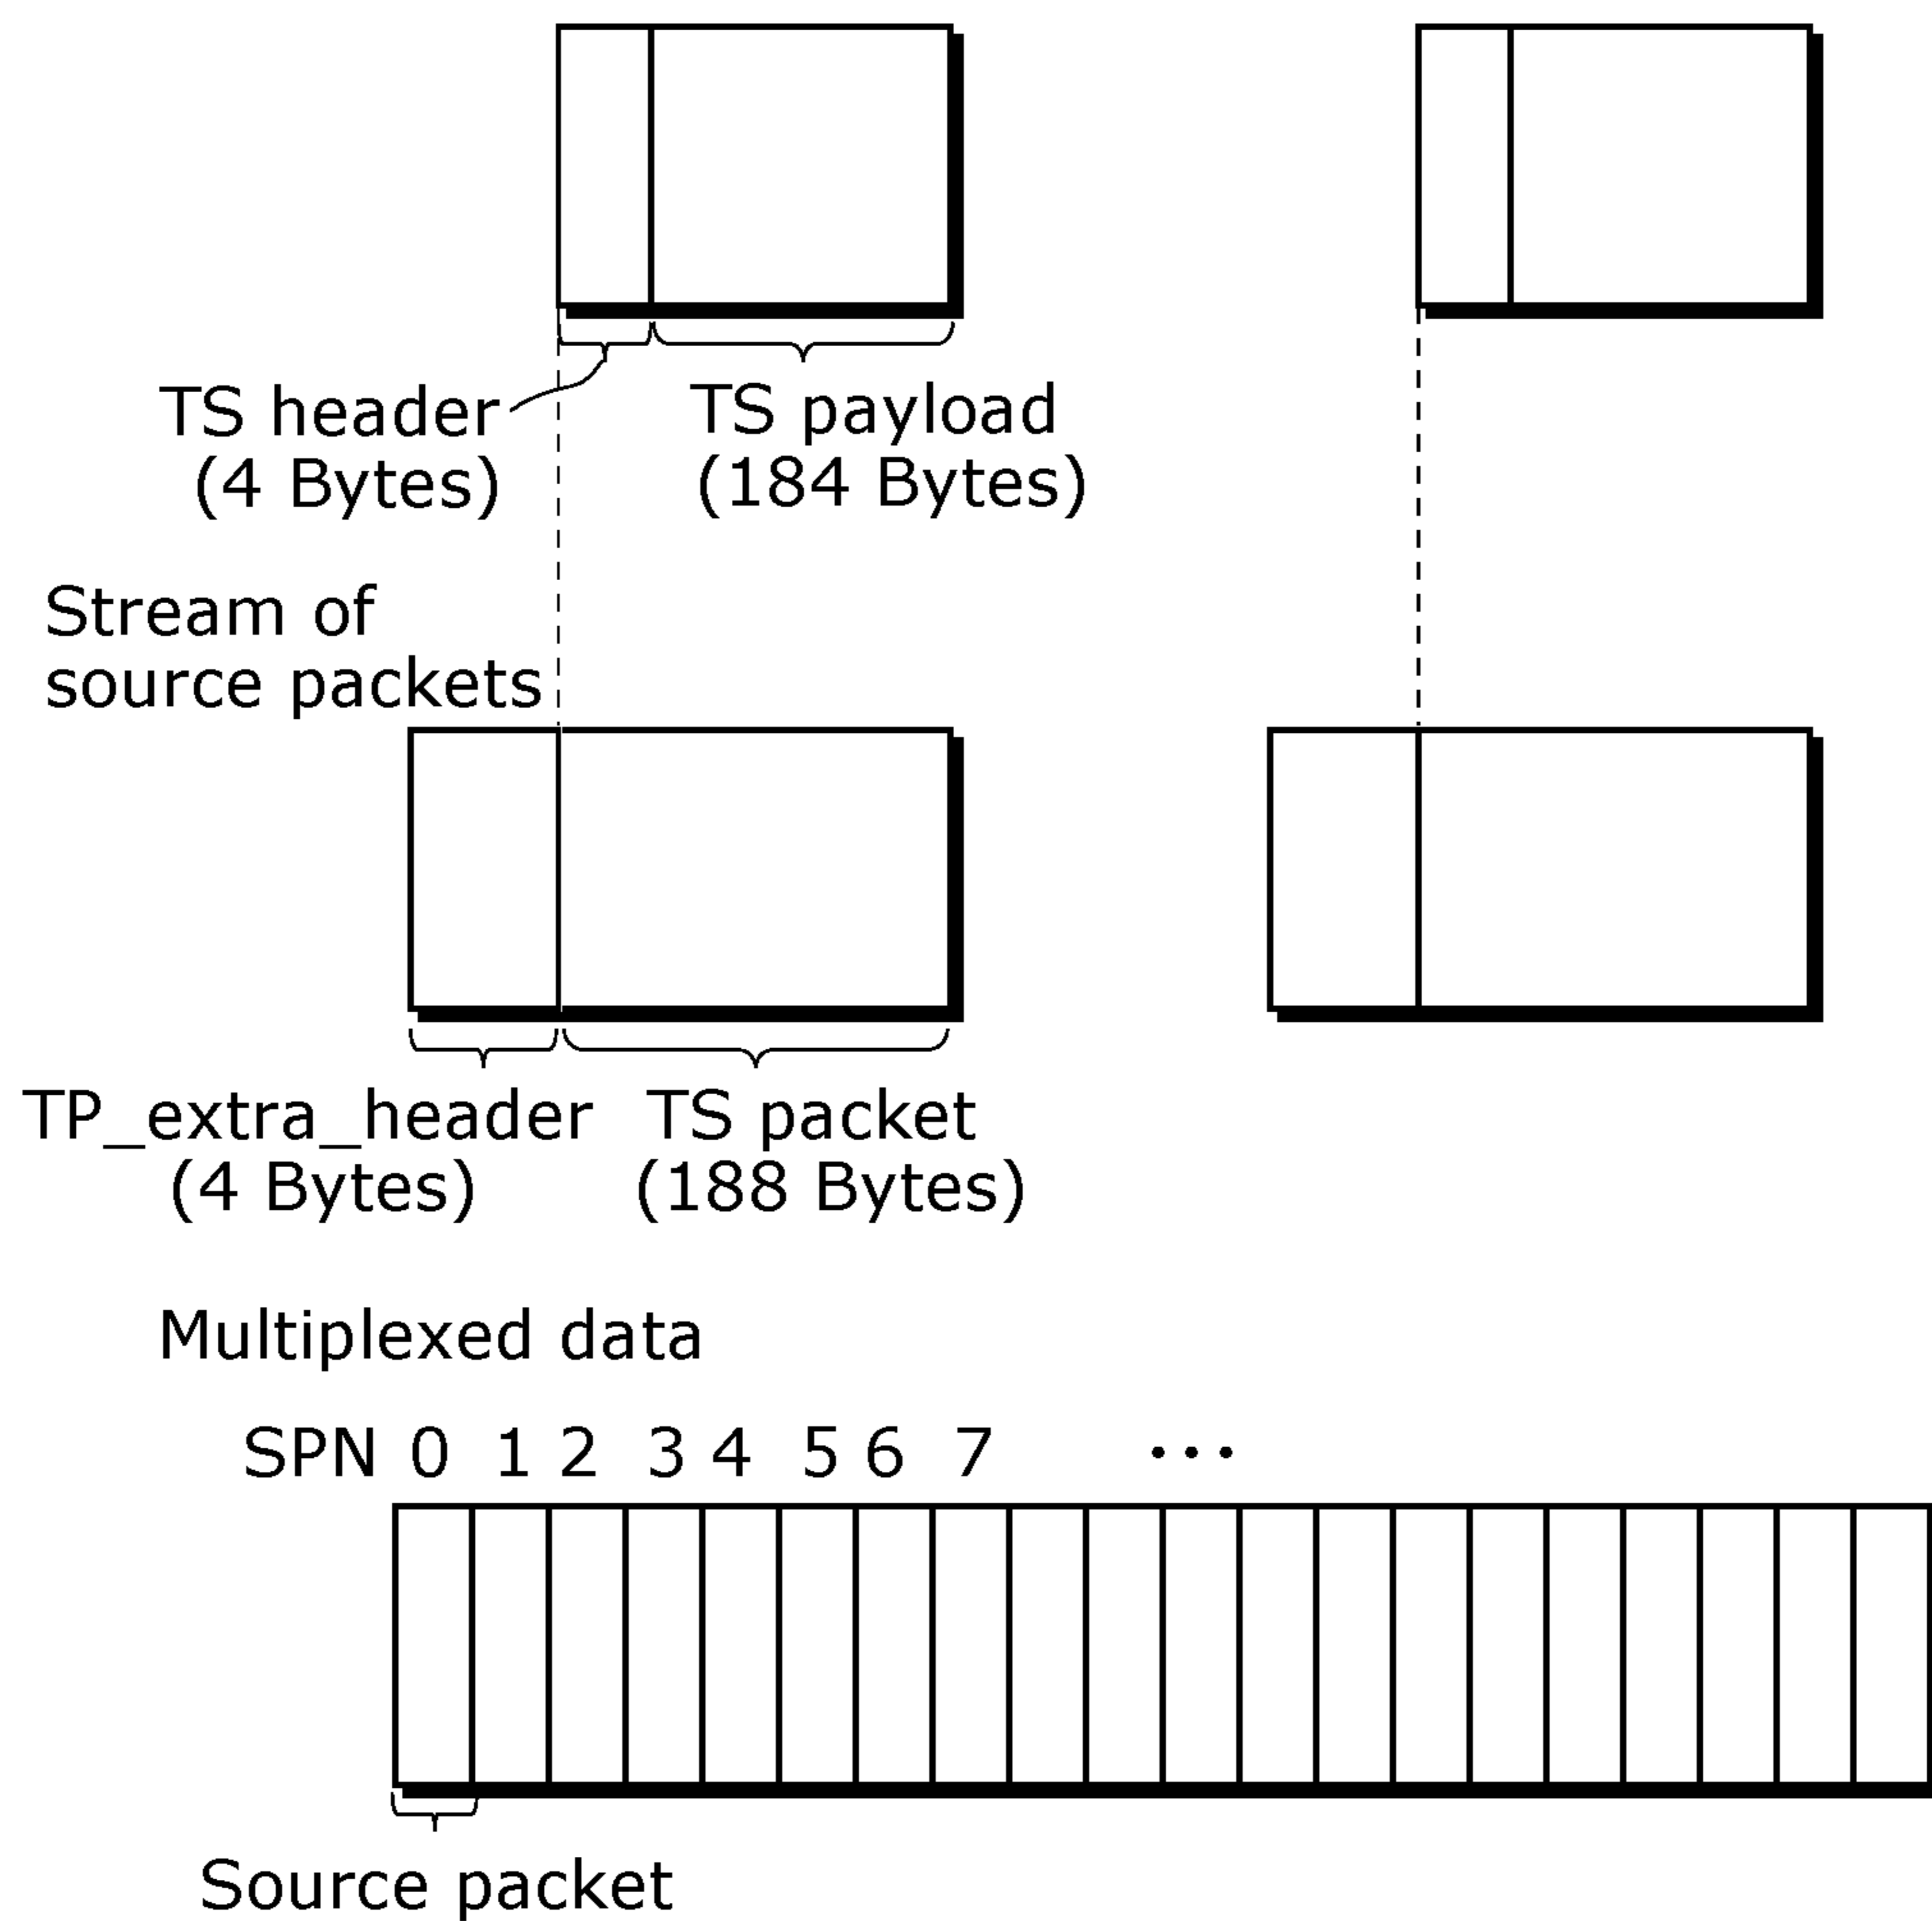 TS header
(4 Bytes)
TS payload
(184 Bytes)
Stream of
source packets
TP_extra_header
(4 Bytes)
TS packet
(188 Bytes)
Multiplexed data
SPN 0 1 2 3 4 5 6 7 ...
Source packet